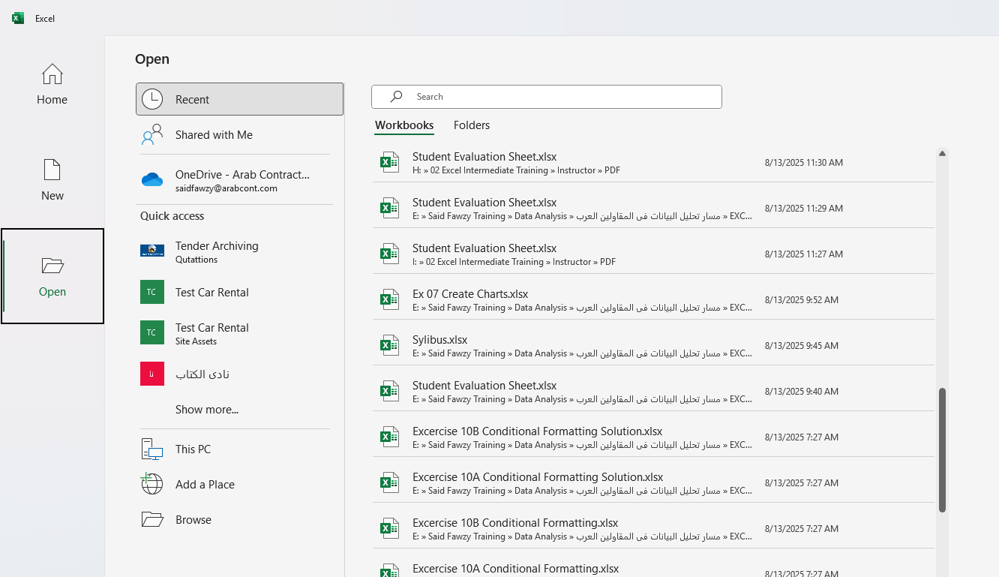 Excel
Home
New
Open
Open
Recent
Shared with Me
OneDrive - Arab Contract...
saidfawzy@arabcont.com
Quick access
Tender Archiving
Qutattions
TC
Test Car Rental
TC
Test Car Rental
Site Assets
نا
نادى الكتاب
Show more...
This PC
Add a Place
Browse
Search
Workbooks Folders
Student Evaluation Sheet.xlsx
H: » 02 Excel Intermediate Training » Instructor » PDF
8/13/2025 11:30 AM
Student Evaluation Sheet.xlsx
E: » Said Fawzy Training » Data Analysis » مسار تحليل البيانات فى المقاولين العرب » EXC...
8/13/2025 11:29 AM
Student Evaluation Sheet.xlsx
I: » 02 Excel Intermediate Training » Instructor » PDF
8/13/2025 11:27 AM
Ex 07 Create Charts.xlsx
E: » Said Fawzy Training » Data Analysis » مسار تحليل البيانات فى المقاولين العرب » EXC...
8/13/2025 9:52 AM
Sylibus.xlsx
E: » Said Fawzy Training » Data Analysis » مسار تحليل البيانات فى المقاولين العرب » EXC...
8/13/2025 9:45 AM
Student Evaluation Sheet.xlsx
E: » Said Fawzy Training » Data Analysis » مسار تحليل البيانات فى المقاولين العرب » EXC...
8/13/2025 9:40 AM
Excercise 10B Conditional Formatting Solution.xlsx
E: » Said Fawzy Training » Data Analysis » مسار تحليل البيانات فى المقاولين العرب » EXC...
8/13/2025 7:27 AM
Excercise 10A Conditional Formatting Solution.xlsx
E: » Said Fawzy Training » Data Analysis » مسار تحليل البيانات فى المقاولين العرب » EXC...
8/13/2025 7:27 AM
Excercise 10B Conditional Formatting.xlsx
E: » Said Fawzy Training » Data Analysis » مسار تحليل البيانات فى المقاولين العرب » EXC...
8/13/2025 7:27 AM
Excercise 10A Conditional Formatting.xlsx
8/13/2025 7:27 AM